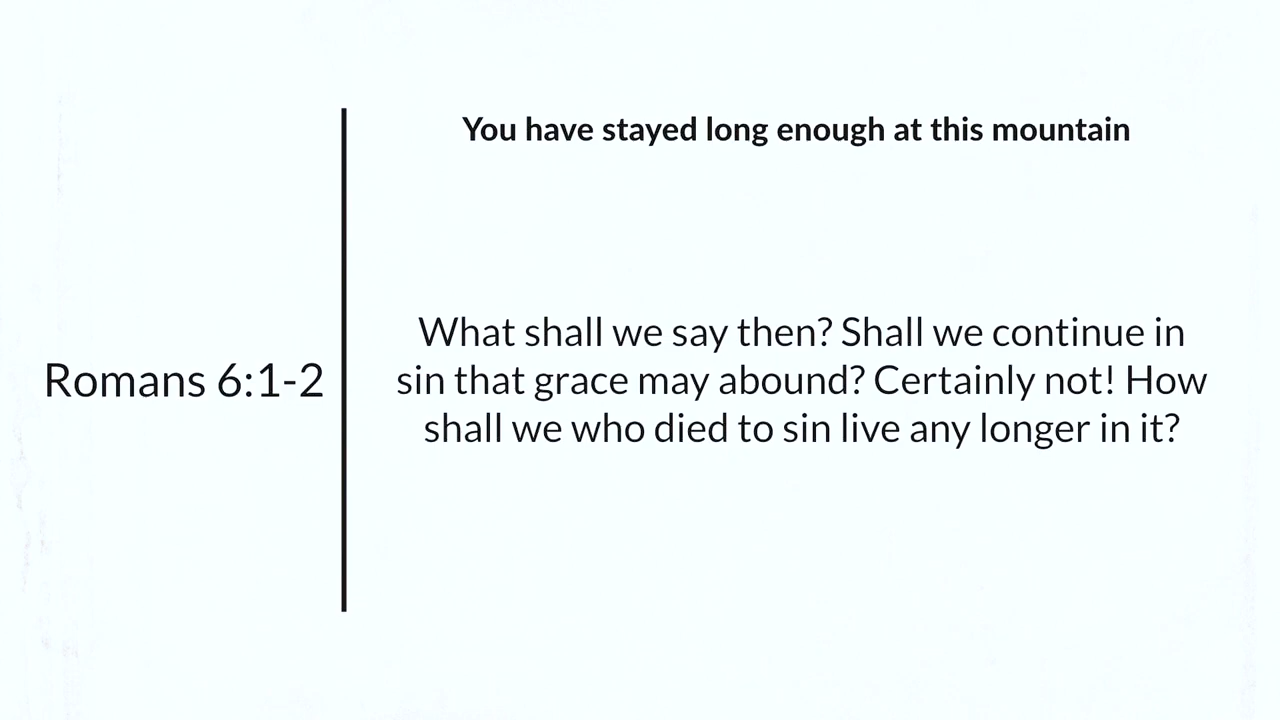 You have stayed long enough at this mountain
Romans 6:1-2
What shall we say then? Shall we continue in
sin that grace may abound? Certainly not! How
shall we who died to sin live any longer in it?